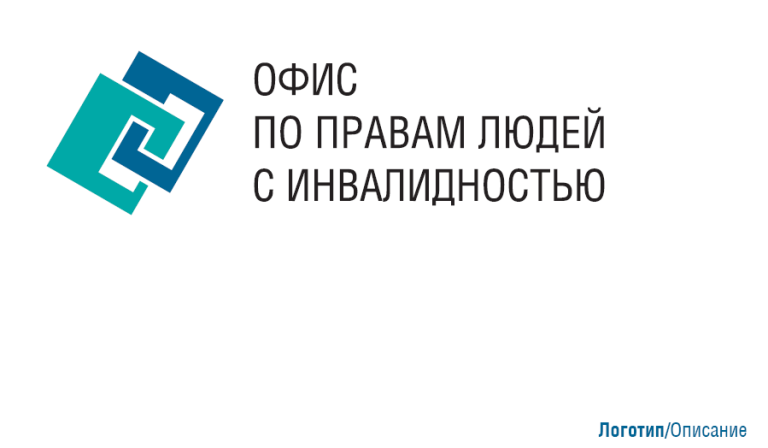 ОФИС
ПО ПРАВАМ ЛЮДЕЙ
С ИНВАЛИДНОСТЬЮ
Логотип/Описание